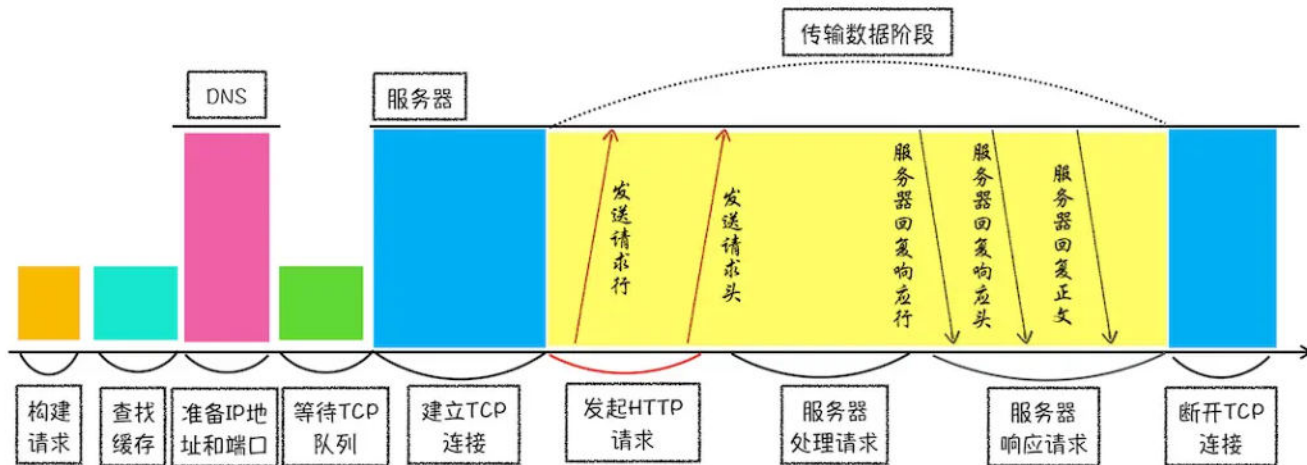 传输数据阶段
DNS
服务器
发送请求行
发送请求头
服务器回复响应行
服务器回复响应头
服务器回复正文
构建
请求
查找
缓存
准备IP地
址和端口
等待TCP
队列
建立TCP
连接
发起HTTP
请求
服务器
处理请求
服务器
响应请求
断开TCP
连接